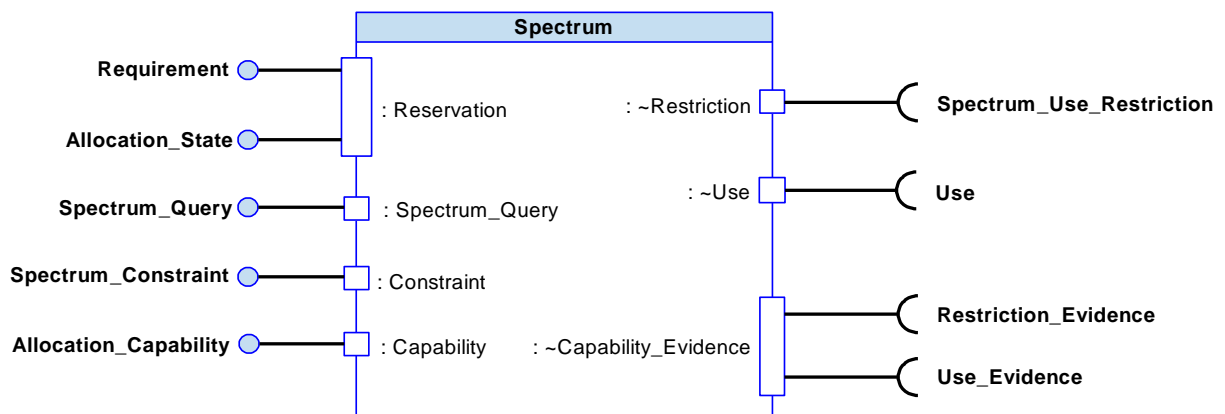 Spectrum
Requirement
: Reservation
: ~Restriction
Spectrum_Use_Restriction
Allocation_State
Spectrum_Query
: Spectrum_Query
: ~Use
Use
Spectrum_Constraint
: Constraint
Restriction_Evidence
Allocation_Capability
: Capability
: ~Capability_Evidence
Use_Evidence